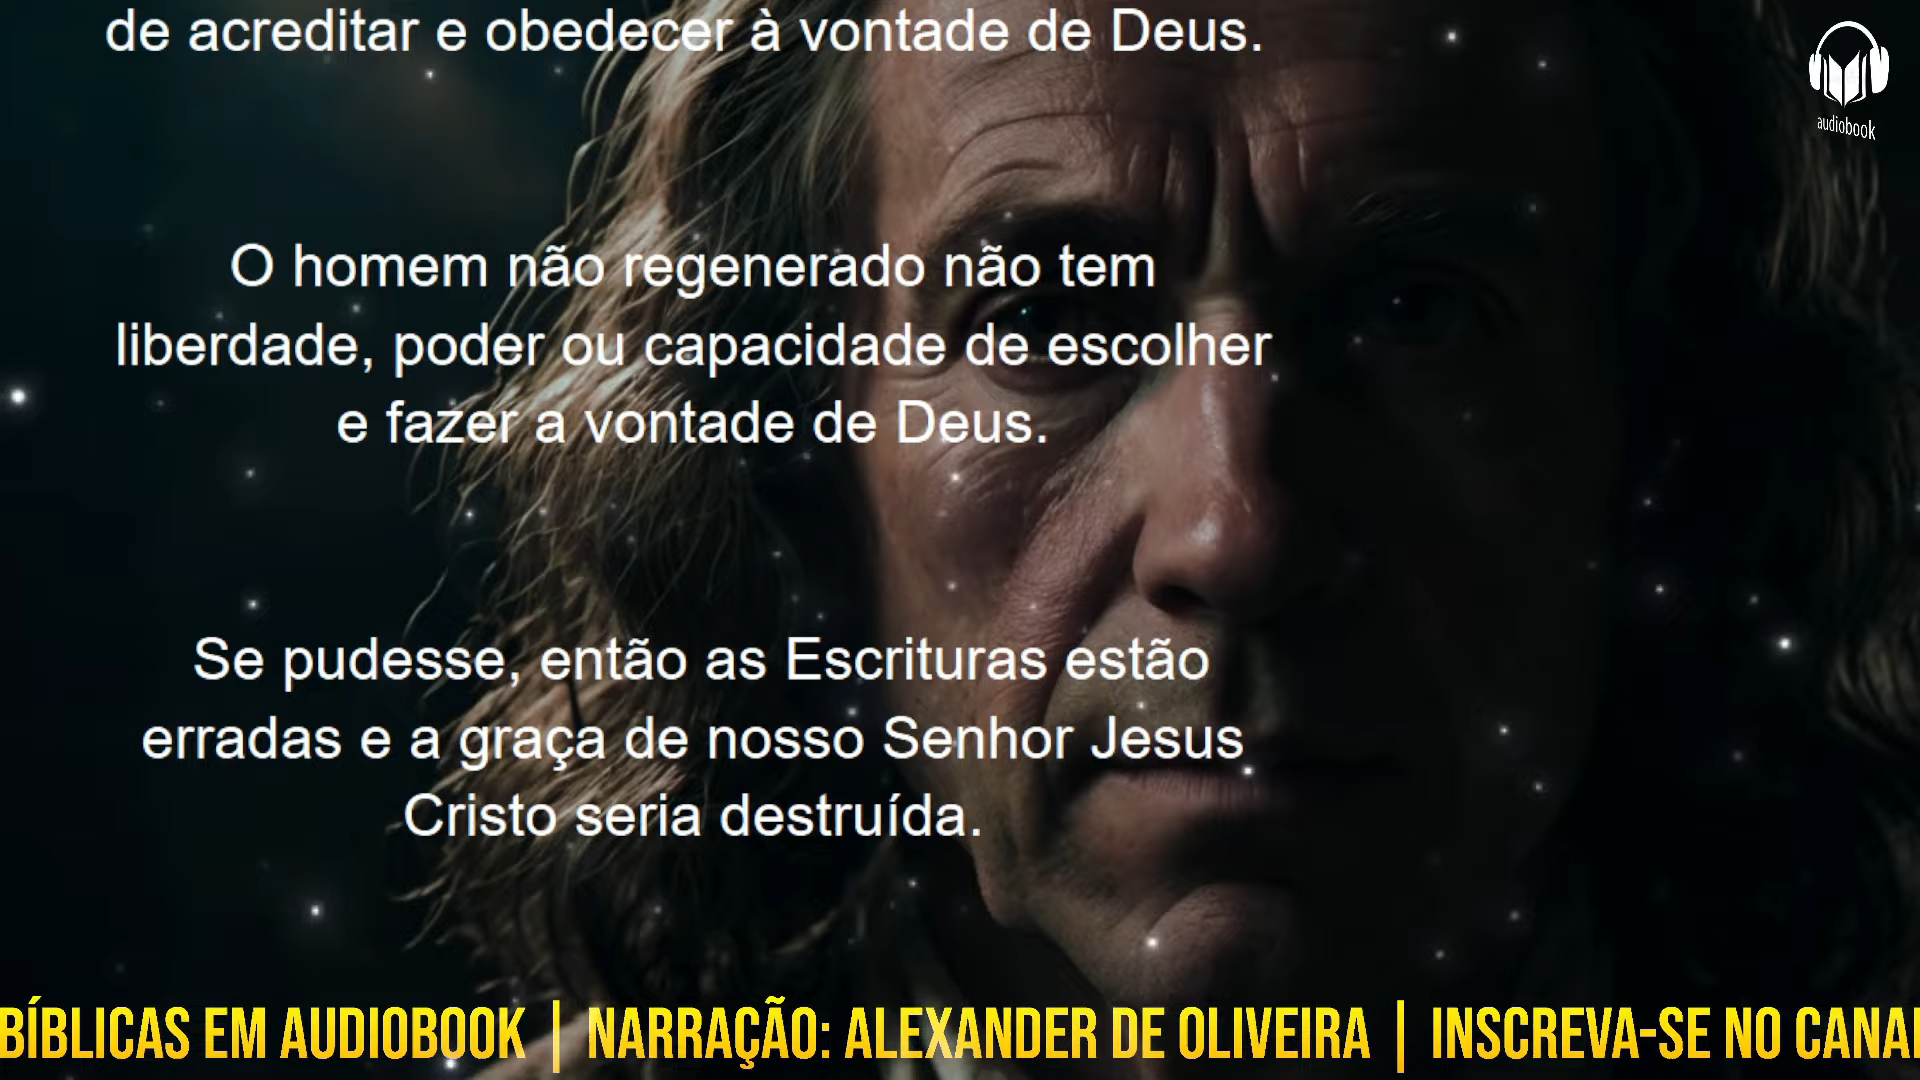 de acreditar e obedecer à vontade de Deus.
audiobook
O homem não regenerado não tem
liberdade, poder ou capacidade de escolher
e fazer a vontade de Deus.
Se pudesse, então as Escrituras estão
erradas e a graça de nosso Senhor Jesus
Cristo seria destruída.
BÍBLICAS EM AUDIOBOOK | NARRAÇÃO: ALEXANDER DE OLIVEIRA | INSCREVA-SE NO CANAL